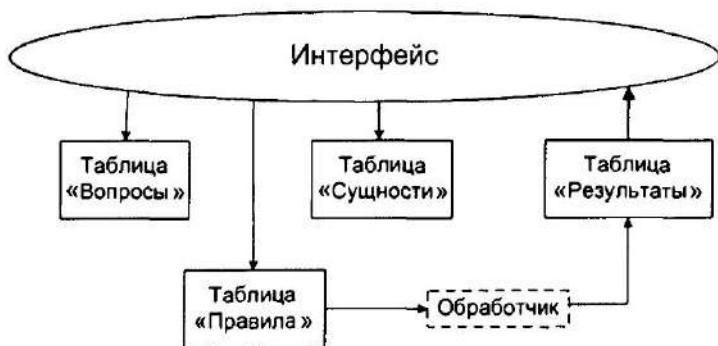 Интерфейс
Таблица
«Вопросы»
Таблица
«Сущности»
Таблица
«Результаты»
Таблица
«Правила»
Обработчик